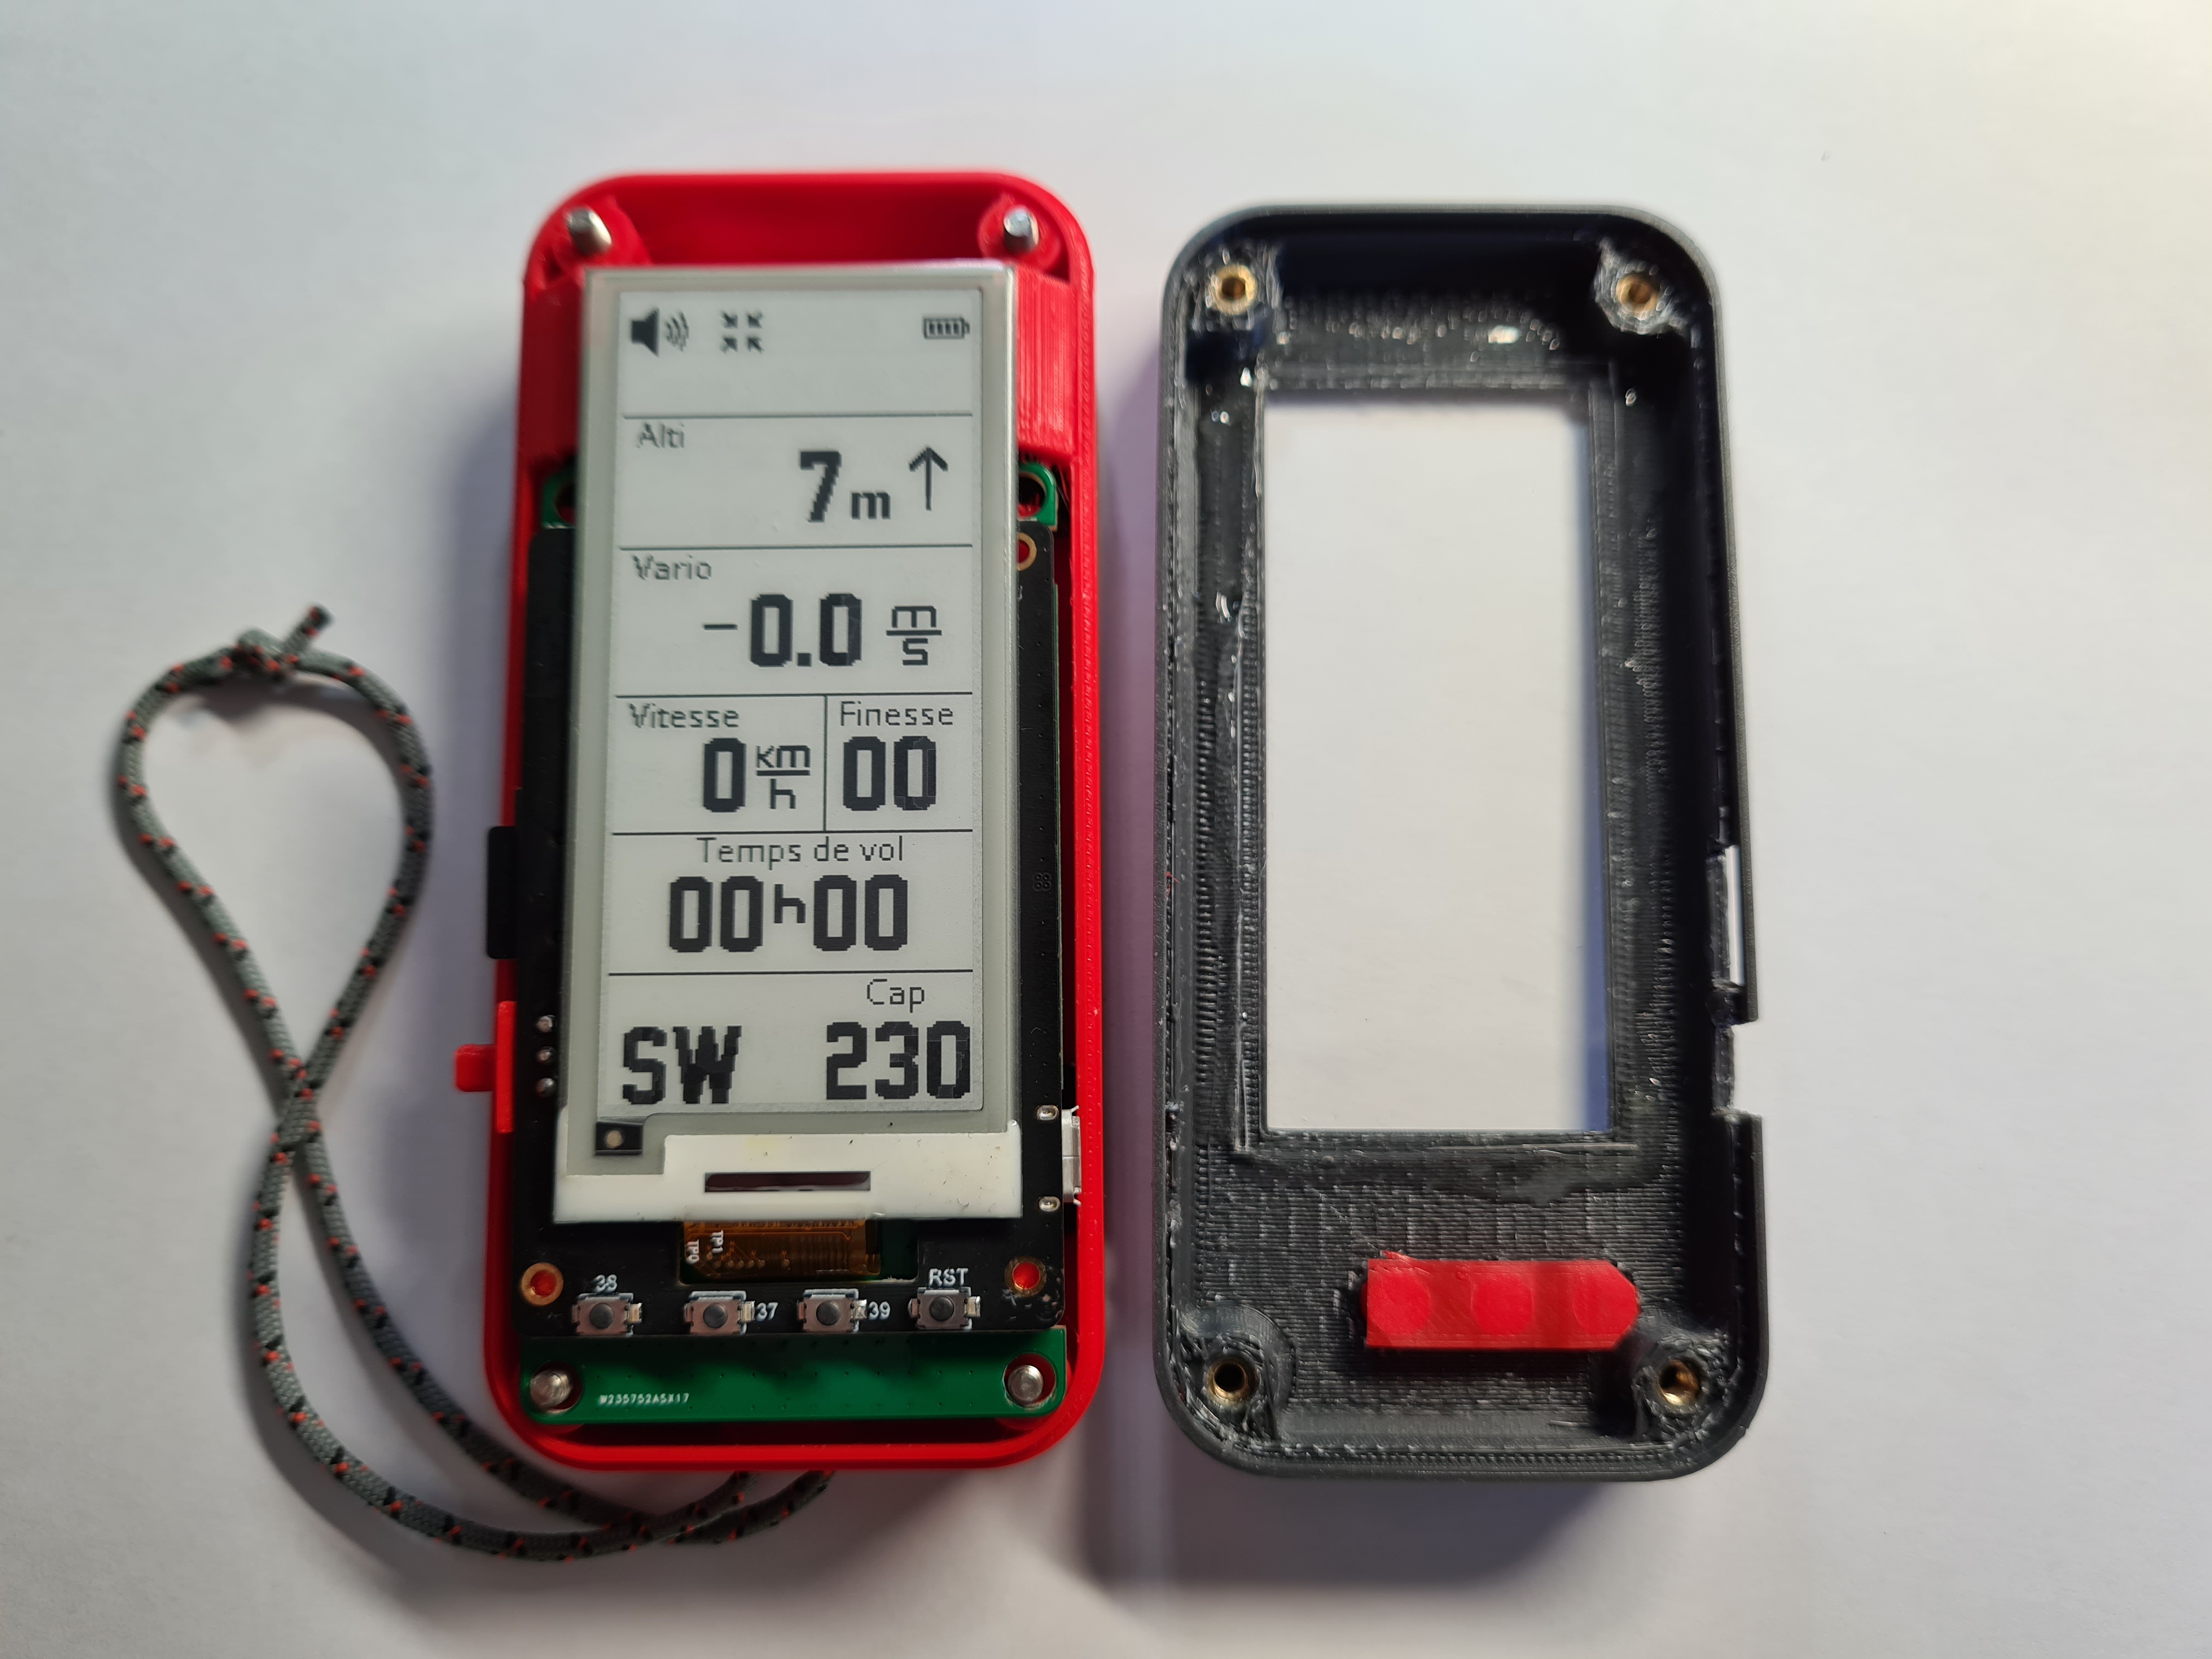 Alti
7 m ↑
Vario
-0.0 m/s
Vitesse Finesse
0 km/h 00
Temps de vol
00h00
Cap
SW 230
TP0 TP1
38 RST
37 39